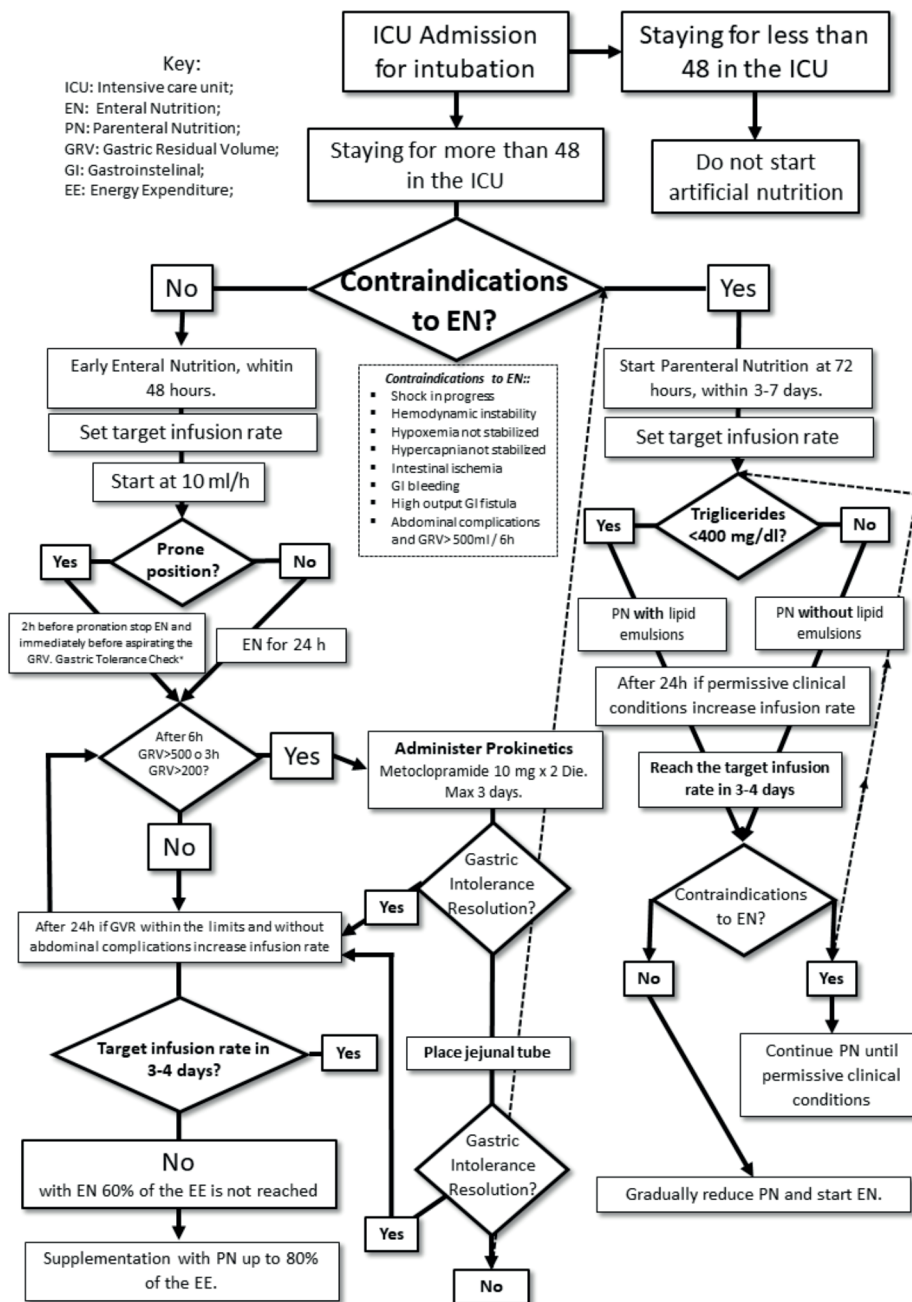 ICU Admission
for intubation
Staying for less than
48 in the ICU
Key:
ICU: Intensive care unit;
EN: Enteral Nutrition;
PN: Parenteral Nutrition;
GRV: Gastric Residual Volume;
GI: Gastroinstelinal;
EE: Energy Expenditure;
Staying for more than 48
in the ICU
Do not start
artificial nutrition
No
Contraindications
to EN?
Yes
Early Enteral Nutrition, whitin
48 hours.
Set target infusion rate
Start at 10 ml/h
Contraindications to EN::
▪ Shock in progress
▪ Hemodynamic instability
▪ Hypoxemia not stabilized
▪ Hypercapnia not stabilized
▪ Intestinal ischemia
▪ GI bleeding
▪ High output GI fistula
▪ Abdominal complications
and GRV> 500ml / 6h
Start Parenteral Nutrition at 72
hours, within 3-7 days.
Set target infusion rate
Yes
Prone
position?
No
Yes
Triglicerides
<400 mg/dl?
No
2h before pronation stop EN and
immediately before aspirating the
GRV. Gastric Tolerance Check*
EN for 24 h
PN with lipid
emulsions
PN without lipid
emulsions
After 24h if permissive clinical
conditions increase infusion rate
Reach the target infusion
rate in 3-4 days
After 6h
GRV>500 o 3h
GRV>200?
Yes
Administer Prokinetics
Metoclopramide 10 mg x 2 Die.
Max 3 days.
No
Gastric
Intolerance
Resolution?
Yes
After 24h if GVR within the limits and without
abdominal complications increase infusion rate
Contraindications
to EN?
No
Yes
Target infusion rate in
3-4 days?
Yes
Place jejunal tube
Continue PN until
permissive clinical
conditions
No
with EN 60% of the EE is not reached
Gastric
Intolerance
Resolution?
Yes
Gradually reduce PN and start EN.
Supplementation with PN up to 80%
of the EE.
No